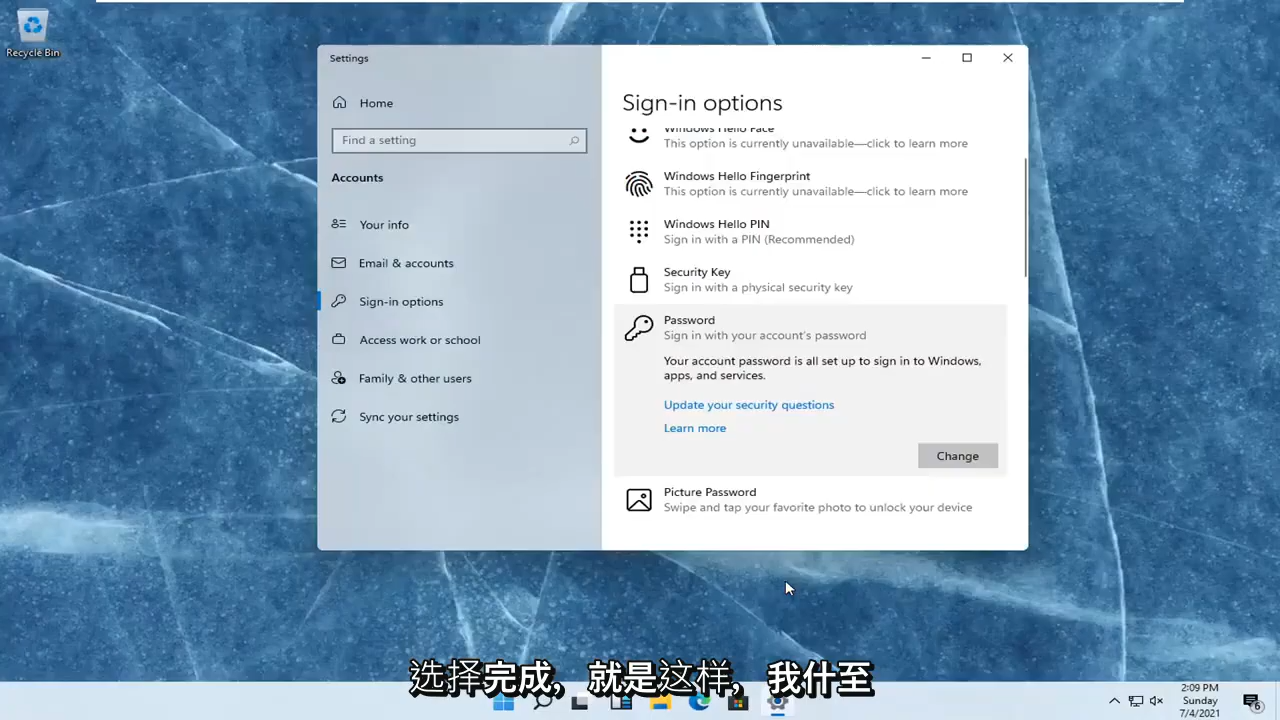 Recycle Bin
Settings
Home
Find a setting
Accounts
Your info
Email & accounts
Sign-in options
Access work or school
Family & other users
Sync your settings
Sign-in options
Windows Hello Face
This option is currently unavailable—click to learn more
Windows Hello Fingerprint
This option is currently unavailable—click to learn more
Windows Hello PIN
Sign in with a PIN (Recommended)
Security Key
Sign in with a physical security key
Password
Sign in with your account's password
Your account password is all set up to sign in to Windows,
apps, and services.
Update your security questions
Learn more
Change
Picture Password
Swipe and tap your favorite photo to unlock your device
选择完成, 就是这样, 我什至
2:09 PM
Sunday
7/4/2021
6